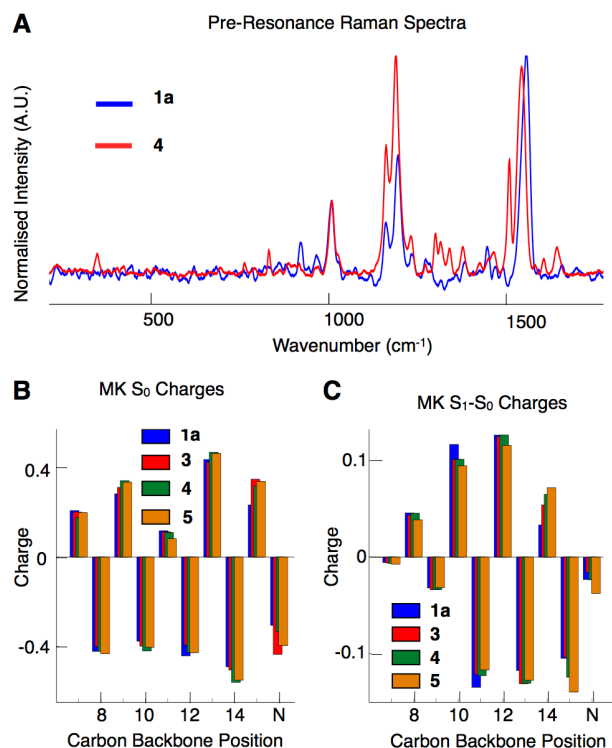 A
Pre-Resonance Raman Spectra
1a
4
Normalised Intensity (A.U.)
500
1000
1500
Wavenumber (cm⁻¹)
B
MK S₀ Charges
1a
3
4
5
0.4
0
-0.4
Charge
8
10
12
14
N
Carbon Backbone Position
C
MK S₁-S₀ Charges
0.1
0
-0.1
Charge
1a
3
4
5
8
10
12
14
N
Carbon Backbone Position